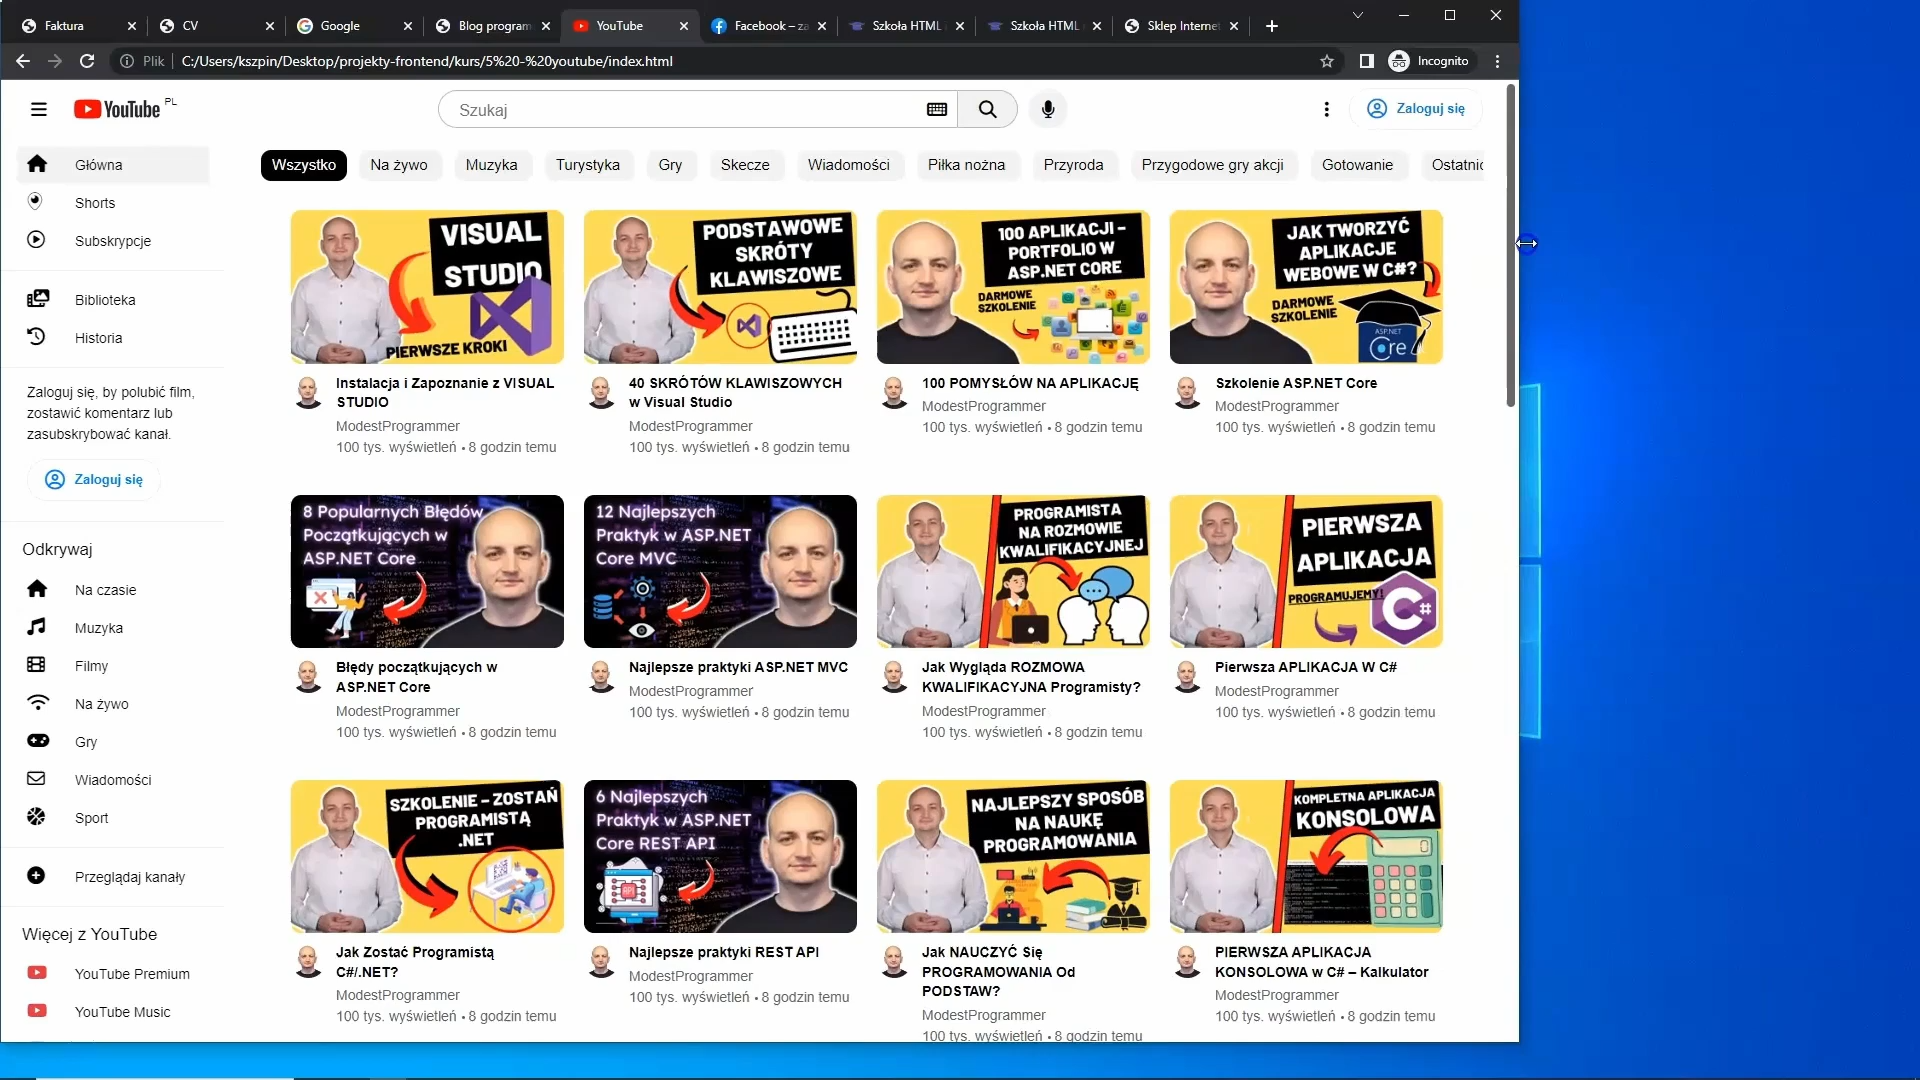 Faktura
CV
Google
Blog program
YouTube
Facebook – za
Szkoła HTML i
Szkoła HTML
Sklep Interne
Plik
C:/Users/kszpin/Desktop/projekty-frontend/kurs/5%20-%20youtube/index.html
Incognito
YouTube PL
Szukaj
Zaloguj się
Wszystko
Na żywo
Muzyka
Turystyka
Gry
Skecze
Wiadomości
Piłka nożna
Przyroda
Przygodowe gry akcji
Gotowanie
Ostatnio
Główna
Shorts
Subskrypcje
Biblioteka
Historia
Zaloguj się, by polubić film,
zostawić komentarz lub
zasubskrybować kanał.
Zaloguj się
Odkrywaj
Na czasie
Muzyka
Filmy
Na żywo
Gry
Wiadomości
Sport
Przeglądaj kanały
Więcej z YouTube
YouTube Premium
YouTube Music
VISUAL
STUDIO
PIERWSZE KROKI
Instalacja i Zapoznanie z VISUAL
STUDIO
ModestProgrammer
100 tys. wyświetleń • 8 godzin temu
PODSTAWOWE
SKRÓTY
KLAWISZOWE
40 SKRÓTÓW KLAWISZOWYCH
w Visual Studio
ModestProgrammer
100 tys. wyświetleń • 8 godzin temu
100 APLIKACJI –
PORTFOLIO W
ASP.NET CORE
DARMOWE
SZKOLENIE
100 POMYSŁÓW NA APLIKACJĘ
ModestProgrammer
100 tys. wyświetleń • 8 godzin temu
JAK TWORZYĆ
APLIKACJE
WEBOWE W C#?
DARMOWE
SZKOLENIE
ASP.NET
Core
Szkolenie ASP.NET Core
ModestProgrammer
100 tys. wyświetleń • 8 godzin temu
8 Popularnych Błędów
Początkujących w
ASP.NET Core
Błędy początkujących w
ASP.NET Core
ModestProgrammer
100 tys. wyświetleń • 8 godzin temu
12 Najlepszych
Praktyk w ASP.NET
Core MVC
Najlepsze praktyki ASP.NET MVC
ModestProgrammer
100 tys. wyświetleń • 8 godzin temu
PROGRAMISTA
NA ROZMOWIE
KWALIFIKACYJNEJ
Jak Wygląda ROZMOWA
KWALIFIKACYJNA Programisty?
ModestProgrammer
100 tys. wyświetleń • 8 godzin temu
PIERWSZA
APLIKACJA
PROGRAMUJEMY!
C#
Pierwsza APLIKACJA W C#
ModestProgrammer
100 tys. wyświetleń • 8 godzin temu
SZKOLENIE – ZOSTAŃ
PROGRAMISTĄ
.NET
Jak Zostać Programistą
C#/.NET?
ModestProgrammer
100 tys. wyświetleń • 8 godzin temu
6 Najlepszych
Praktyk w ASP.NET
Core REST API
Najlepsze praktyki REST API
ModestProgrammer
100 tys. wyświetleń • 8 godzin temu
NAJLEPSZY SPOSÓB
NA NAUKĘ
PROGRAMOWANIA
Jak NAUCZYĆ Się
PROGRAMOWANIA Od
PODSTAW?
ModestProgrammer
100 tys. wyświetleń • 8 godzin temu
KOMPLETNA APLIKACJA
KONSOLOWA
0
PIERWSZA APLIKACJA
KONSOLOWA w C# – Kalkulator
ModestProgrammer
100 tys. wyświetleń • 8 godzin temu